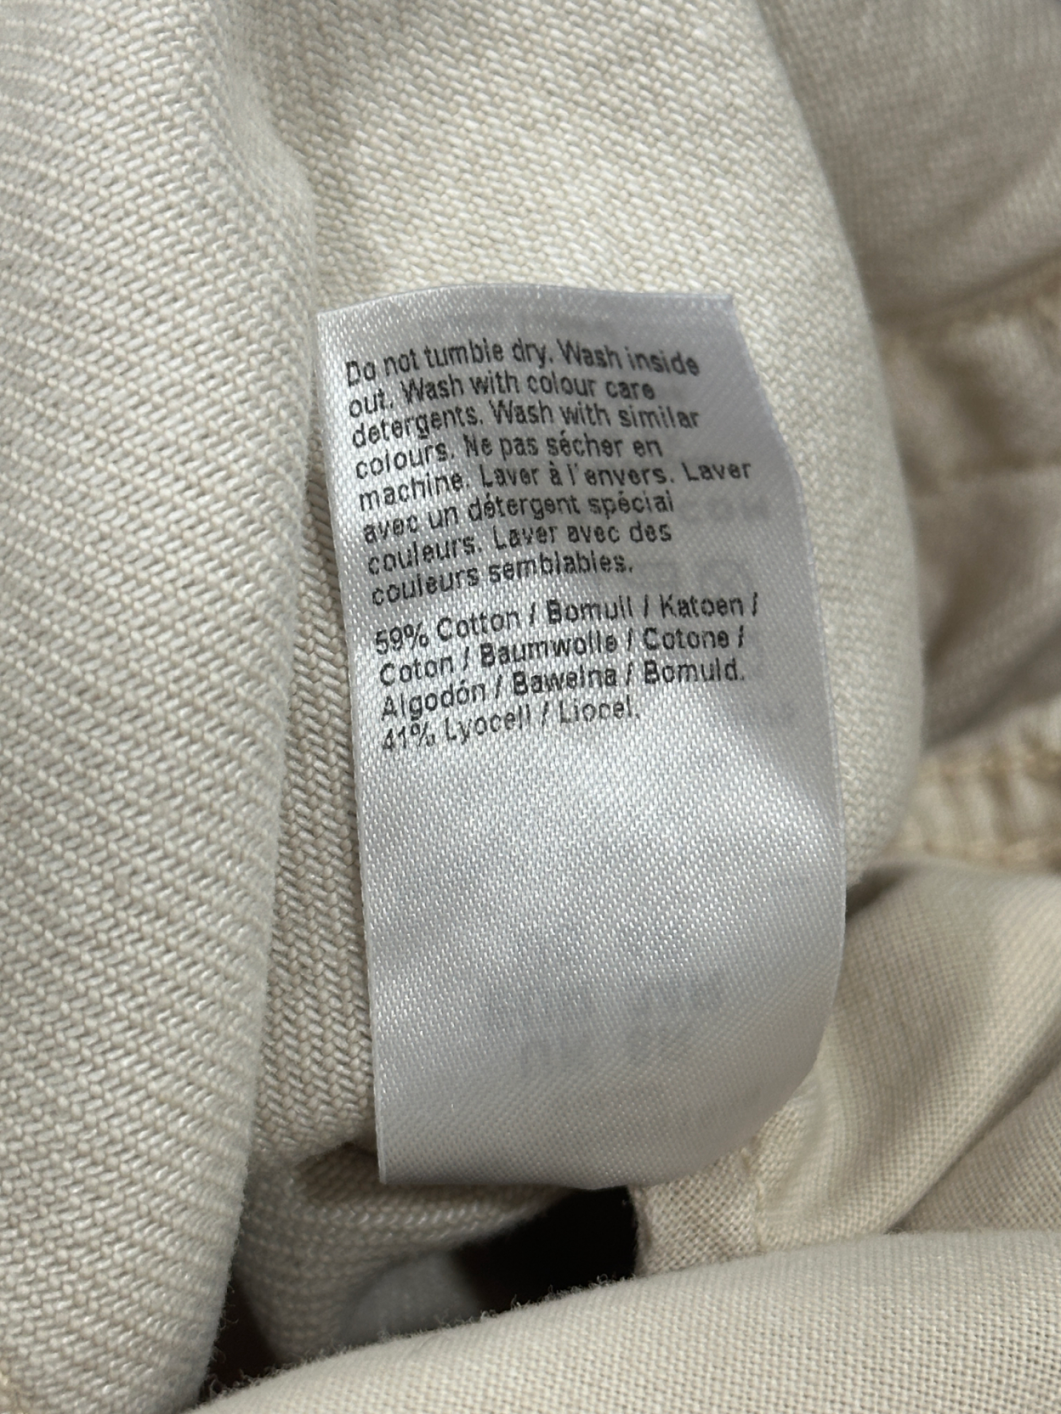 Do not tumble dry. Wash inside
out. Wash with colour care
detergents. Wash with similar
colours. Ne pas sécher en
machine. Laver à l'envers. Laver
avec un détergent spécial
couleurs. Laver avec des
couleurs semblables.
59% Cotton / Bomull / Katoen /
Coton / Baumwolle / Cotone /
Algodón / Bawelna / Bomuld.
41% Lyocell / Liocel.